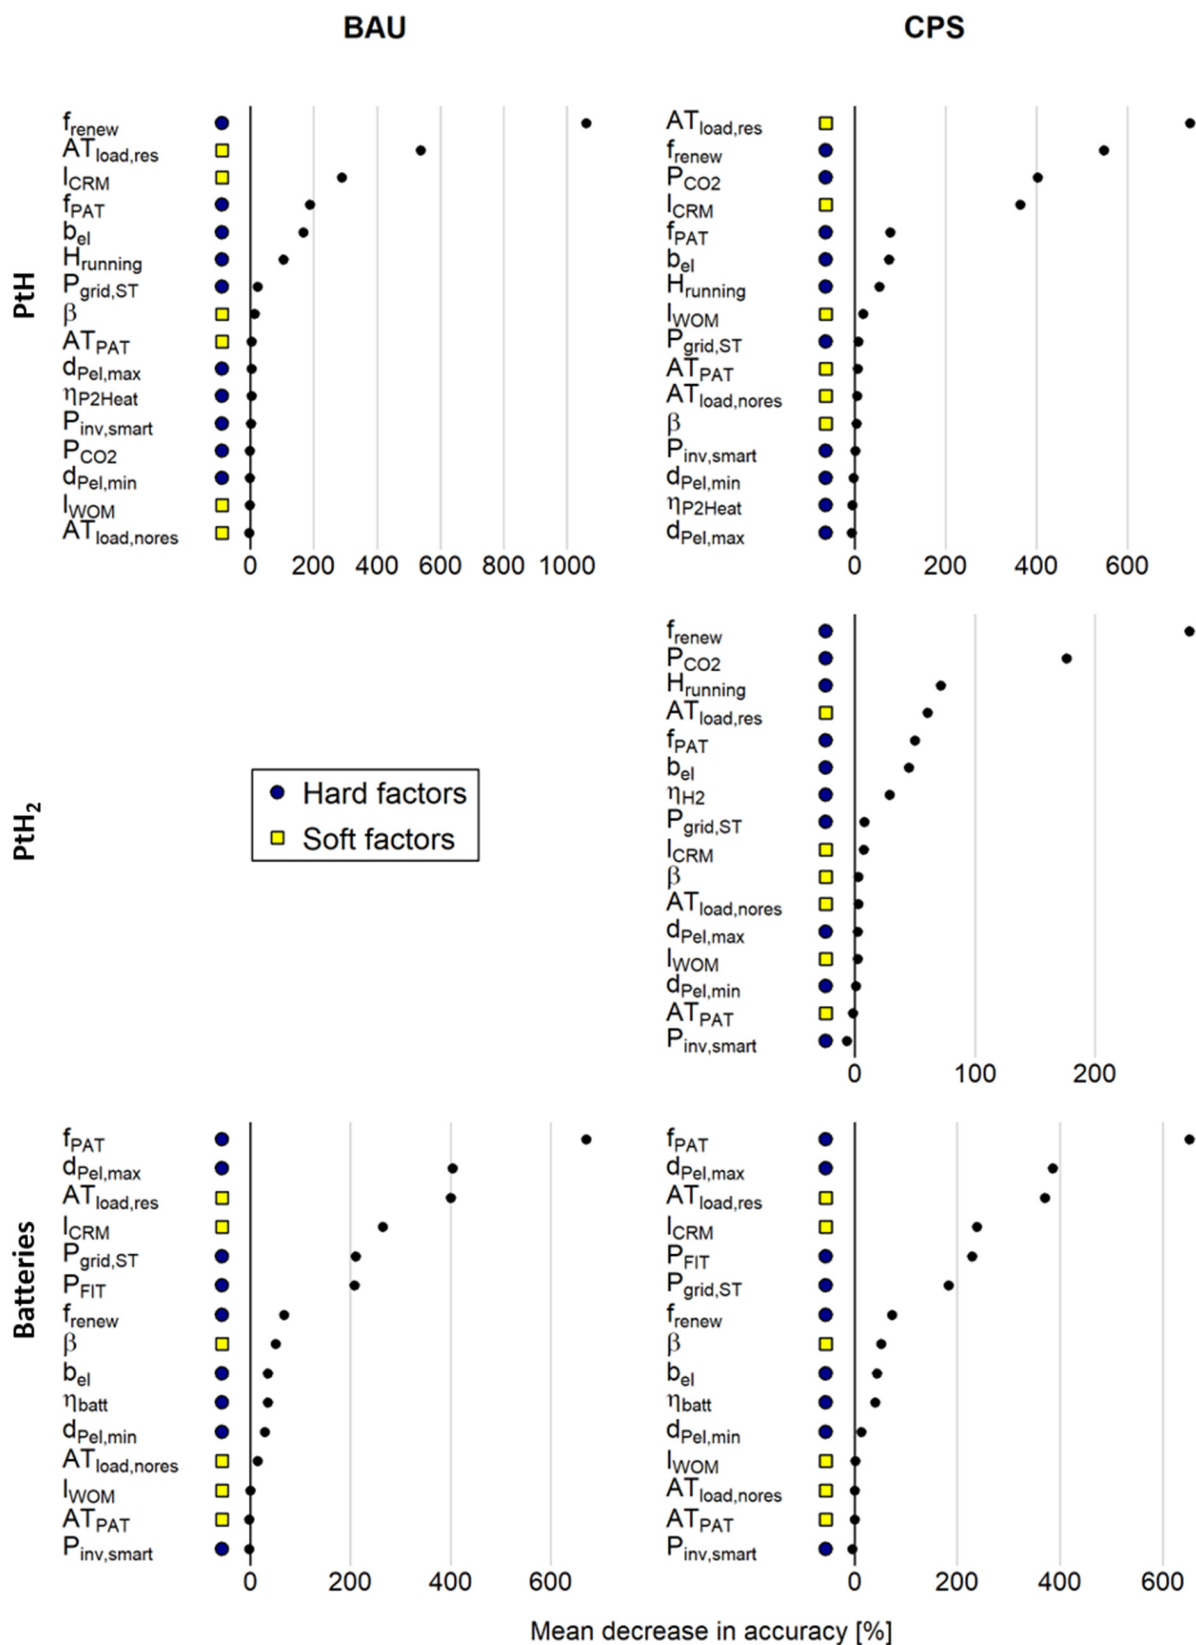 BAU
CPS
PtH
f_renew
AT_load,res
I_CRM
f_PAT
b_el
H_running
P_grid,ST
β
AT_PAT
d_Pel,max
η_P2Heat
P_inv,smart
P_CO2
d_Pel,min
I_WOM
AT_load,nores
0 200 400 600 800 1000
AT_load,res
f_renew
P_CO2
I_CRM
f_PAT
b_el
H_running
I_WOM
P_grid,ST
AT_PAT
AT_load,nores
β
P_inv,smart
d_Pel,min
η_P2Heat
d_Pel,max
0 200 400 600
PtH₂
Hard factors
Soft factors
f_renew
P_CO2
H_running
AT_load,res
f_PAT
b_el
η_H2
P_grid,ST
I_CRM
β
AT_load,nores
d_Pel,max
I_WOM
d_Pel,min
AT_PAT
P_inv,smart
0 100 200
Batteries
f_PAT
d_Pel,max
AT_load,res
I_CRM
P_grid,ST
P_FIT
f_renew
β
b_el
η_batt
d_Pel,min
AT_load,nores
I_WOM
AT_PAT
P_inv,smart
0 200 400 600
f_PAT
d_Pel,max
AT_load,res
I_CRM
P_FIT
P_grid,ST
f_renew
β
b_el
η_batt
d_Pel,min
I_WOM
AT_load,nores
AT_PAT
P_inv,smart
0 200 400 600
Mean decrease in accuracy [%]